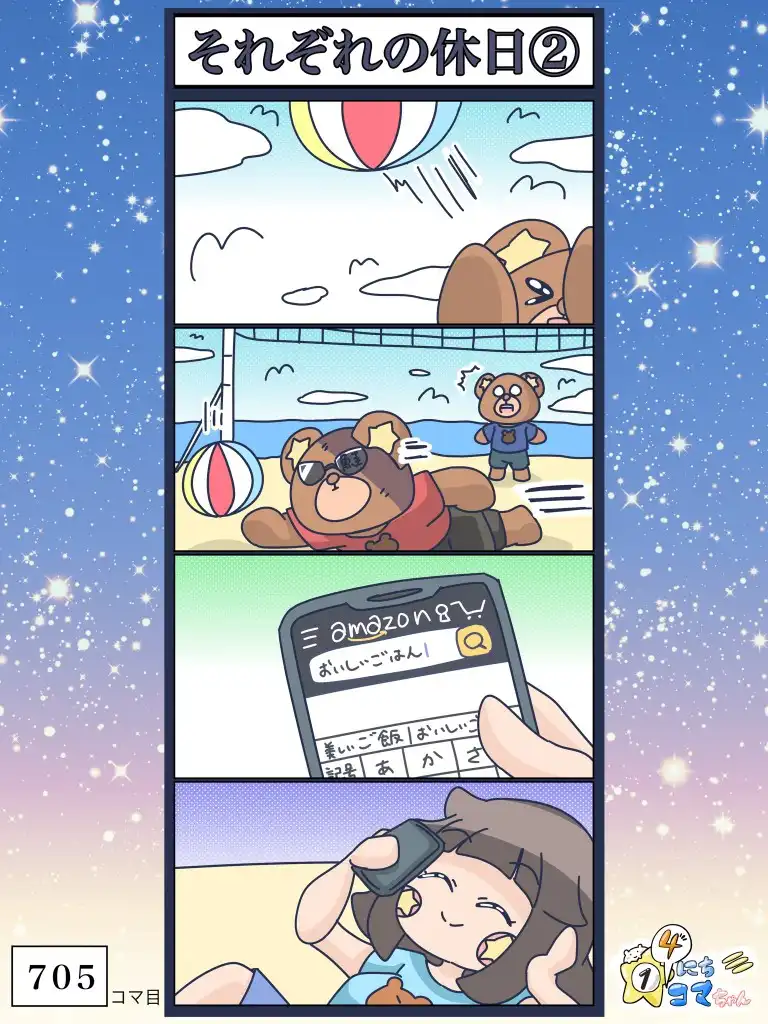 それぞれの休日②
amazon
おいしいごはん
美しいご飯 おいしいご
記号 あ か さ
705
コマ目
4
1
にち
コマちゃん